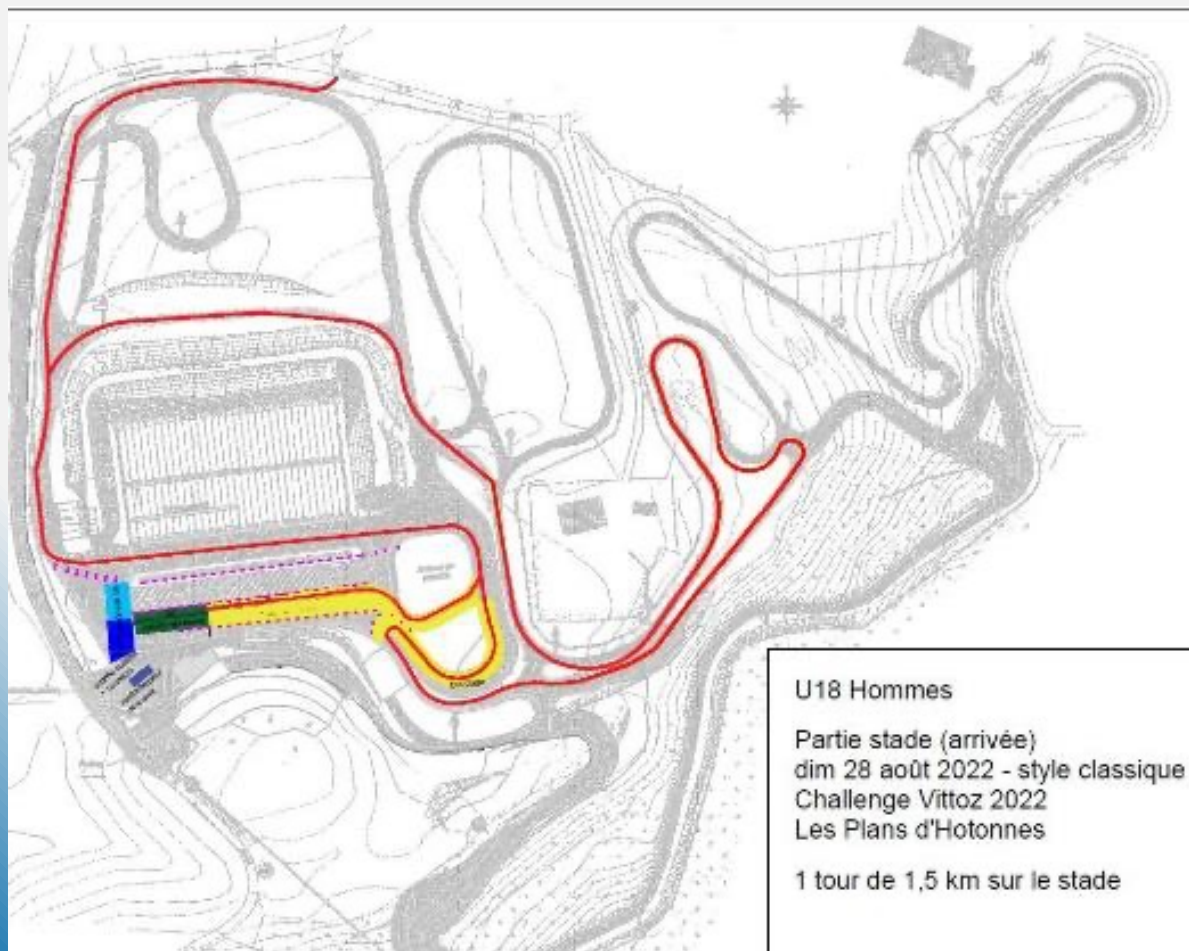 U18 Hommes
Partie stade (arrivée)
dim 28 août 2022 - style classique
Challenge Vittoz 2022
Les Plans d'Hotonnes
1 tour de 1,5 km sur le stade